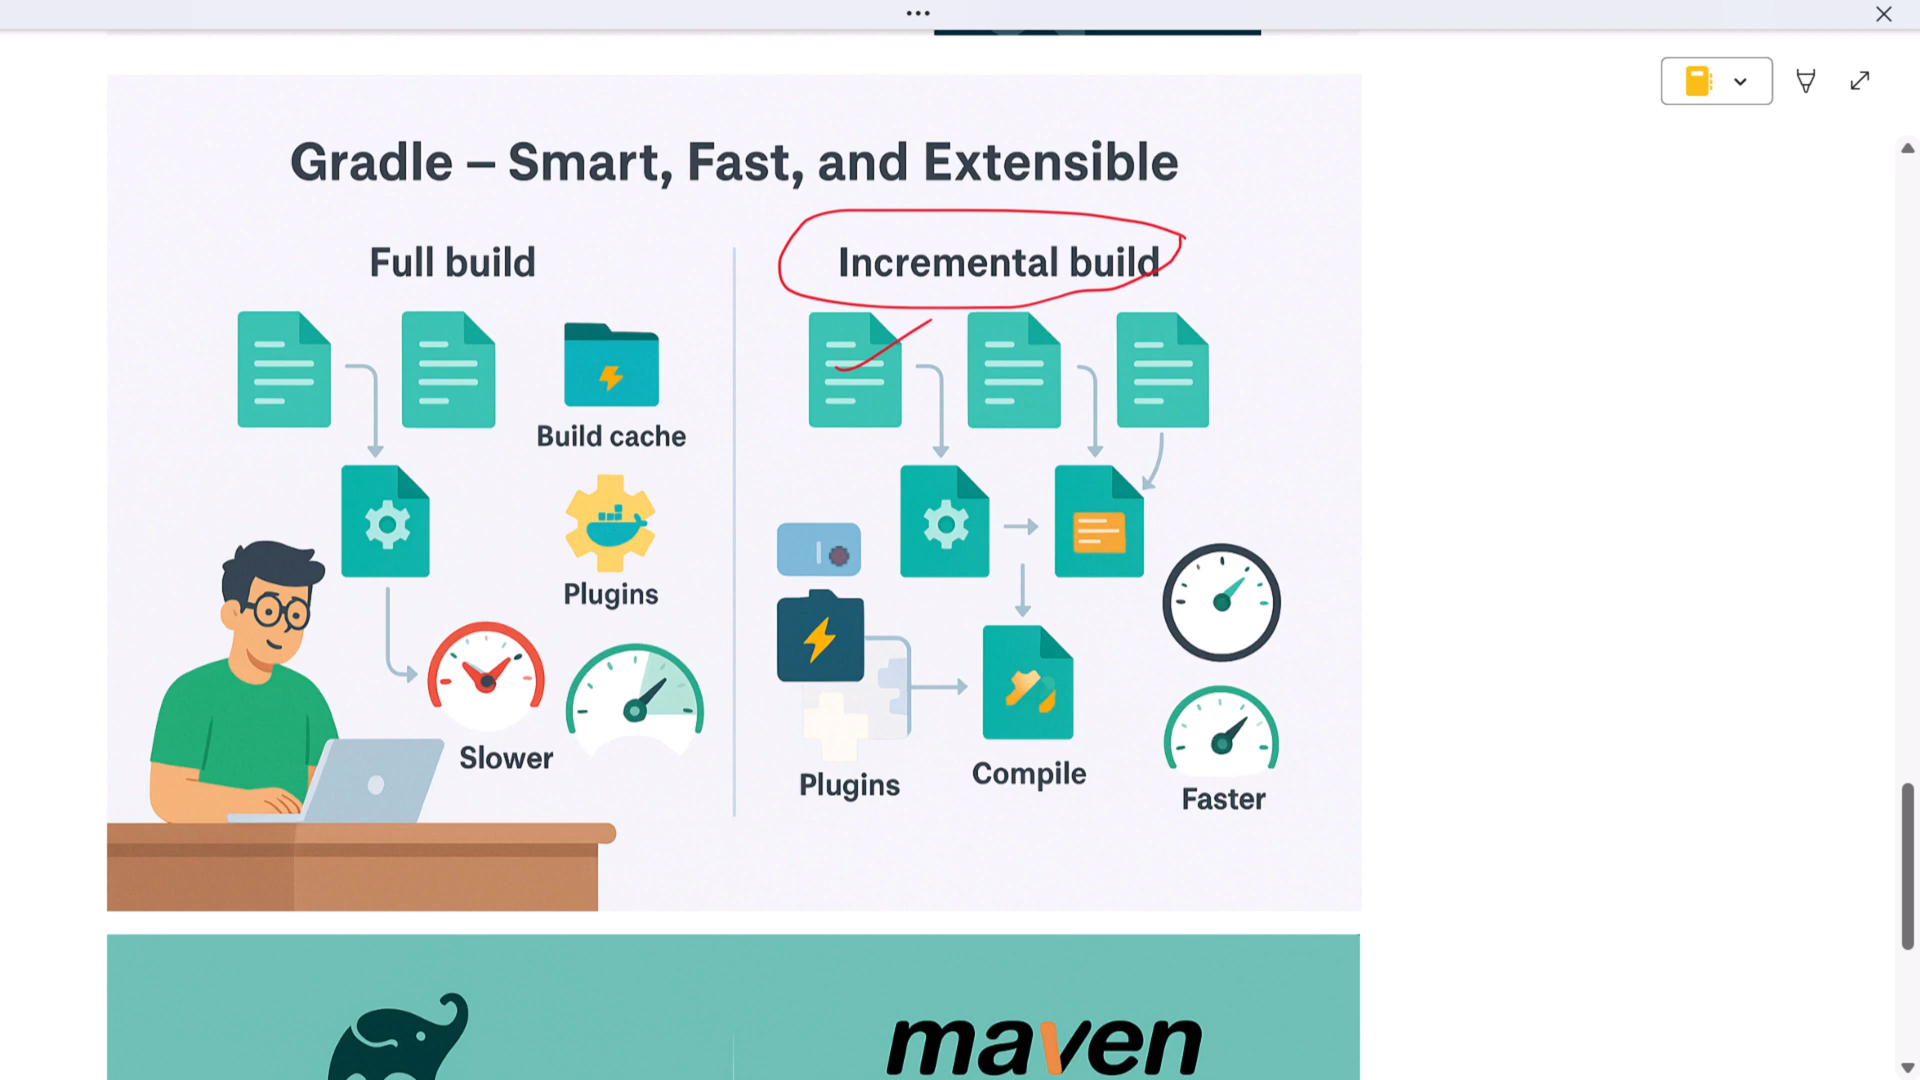 Gradle – Smart, Fast, and Extensible
Full build
Build cache
Plugins
Slower
Incremental build
Plugins
Compile
Faster
maven